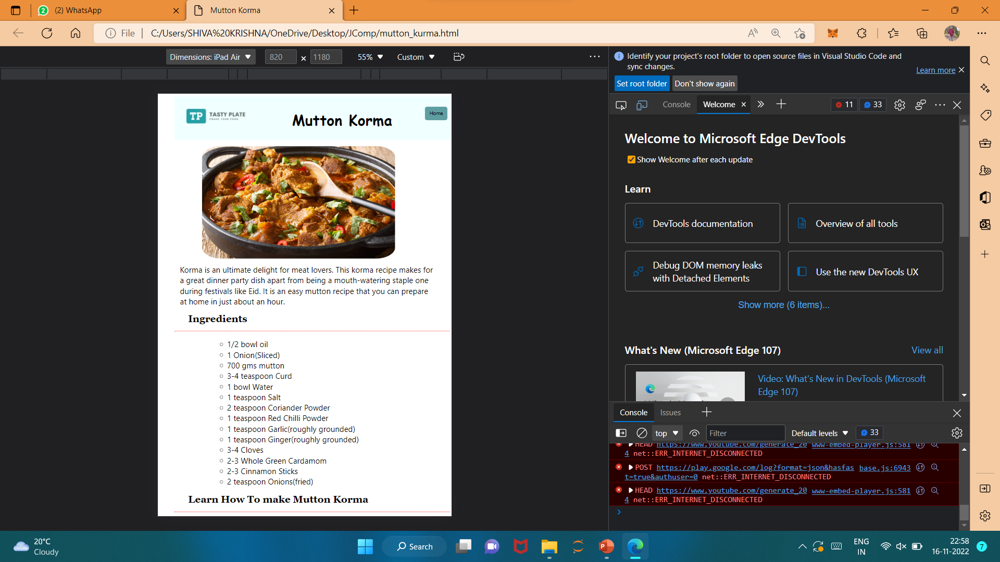 (2) WhatsApp
Mutton Korma
File
C:/Users/SHIVA%20KRISHNA/OneDrive/Desktop/JComp/mutton_kurma.html
Dimensions: iPad Air
820
×
1180
55%
Custom
TP TASTY PLATE
CRAVE YOUR FOOD
Mutton Korma
Home
Korma is an ultimate delight for meat lovers. This korma recipe makes for
a great dinner party dish apart from being a mouth-watering staple one
during festivals like Eid. It is an easy mutton recipe that you can prepare
at home in just about an hour.
Ingredients
1/2 bowl oil
1 Onion(Sliced)
700 gms mutton
3-4 teaspoon Curd
1 bowl Water
1 teaspoon Salt
2 teaspoon Coriander Powder
1 teaspoon Red Chilli Powder
1 teaspoon Garlic(roughly grounded)
1 teaspoon Ginger(roughly grounded)
3-4 Cloves
2-3 Whole Green Cardamom
2-3 Cinnamon Sticks
2 teaspoon Onions(fried)
Learn How To make Mutton Korma
Identify your project's root folder to open source files in Visual Studio Code and
sync changes.
Learn more
Set root folder
Don't show again
Console
Welcome
11
33
Welcome to Microsoft Edge DevTools
Show Welcome after each update
Learn
DevTools documentation
Overview of all tools
Debug DOM memory leaks
with Detached Elements
Use the new DevTools UX
Show more (6 items)...
What's New (Microsoft Edge 107)
View all
Video: What's New in DevTools (Microsoft
Edge 107)
Console
Issues
top
Filter
Default levels
33
HEAD https://www.youtube.com/generate_20 www-embed-player.js:581
4 net::ERR_INTERNET_DISCONNECTED
POST https://play.google.com/log?format=json&hasfas base.js:6943
t=true&authuser=0 net::ERR_INTERNET_DISCONNECTED
HEAD https://www.youtube.com/generate_20 www-embed-player.js:581
4 net::ERR_INTERNET_DISCONNECTED
20°C
Cloudy
Search
ENG
IN
22:58
16-11-2022
7